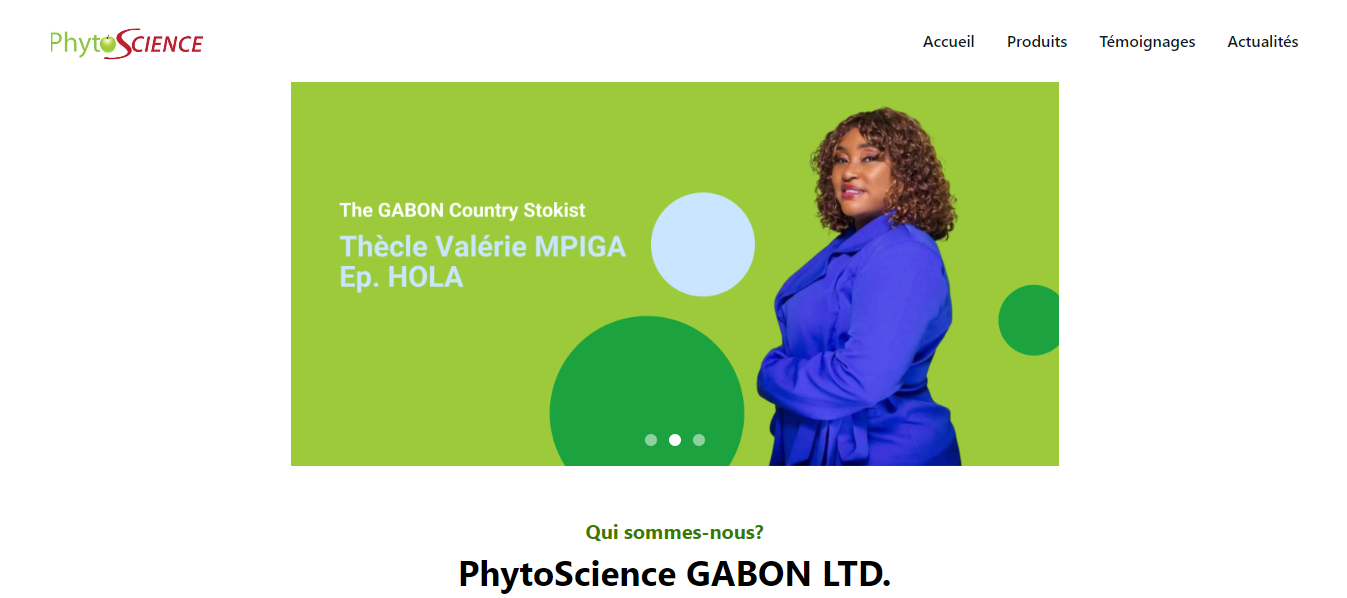 PhytoSCIENCE
Accueil
Produits
Témoignages
Actualités
The GABON Country Stokist
Thècle Valérie MPIGA
Ep. HOLA
Qui sommes-nous?
PhytoScience GABON LTD.